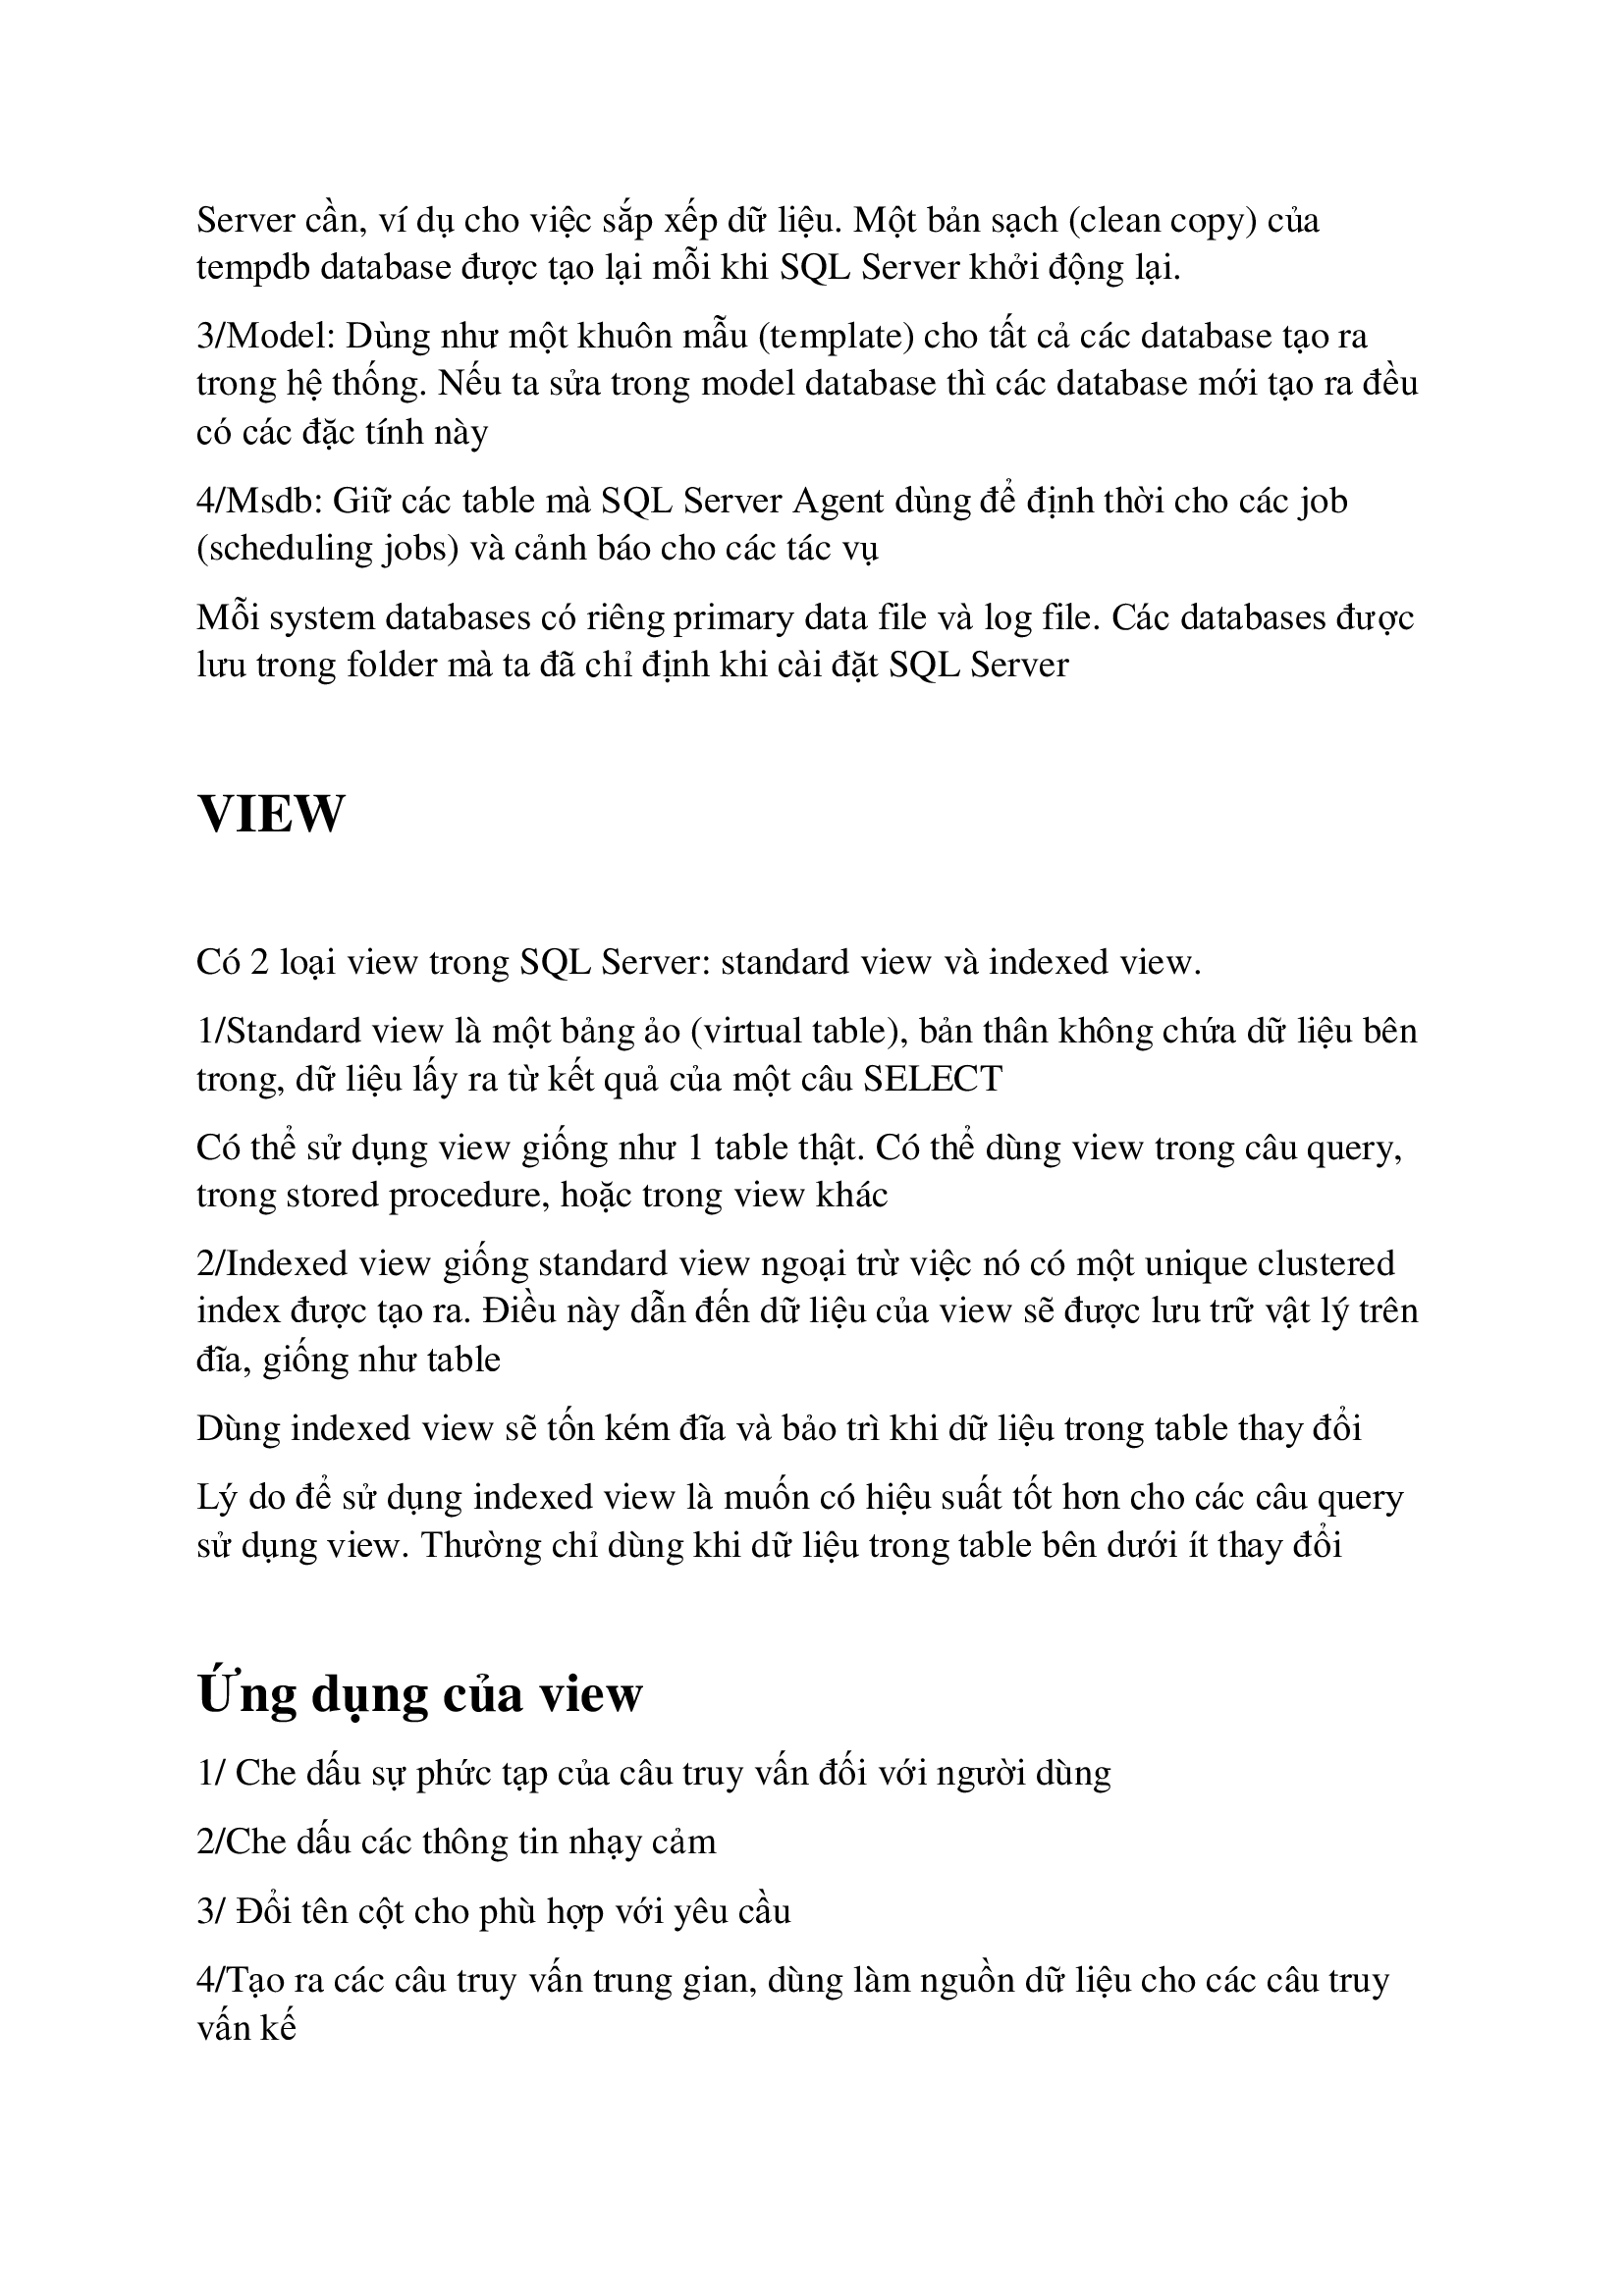 Server cần, ví dụ cho việc sắp xếp dữ liệu. Một bản sạch (clean copy) của
tempdb database được tạo lại mỗi khi SQL Server khởi động lại.
3/Model: Dùng như một khuôn mẫu (template) cho tất cả các database tạo ra
trong hệ thống. Nếu ta sửa trong model database thì các database mới tạo ra đều
có các đặc tính này
4/Msdb: Giữ các table mà SQL Server Agent dùng để định thời cho các job
(scheduling jobs) và cảnh báo cho các tác vụ
Mỗi system databases có riêng primary data file và log file. Các databases được
lưu trong folder mà ta đã chỉ định khi cài đặt SQL Server
VIEW
Có 2 loại view trong SQL Server: standard view và indexed view.
1/Standard view là một bảng ảo (virtual table), bản thân không chứa dữ liệu bên
trong, dữ liệu lấy ra từ kết quả của một câu SELECT
Có thể sử dụng view giống như 1 table thật. Có thể dùng view trong câu query,
trong stored procedure, hoặc trong view khác
2/Indexed view giống standard view ngoại trừ việc nó có một unique clustered
index được tạo ra. Điều này dẫn đến dữ liệu của view sẽ được lưu trữ vật lý trên
đĩa, giống như table
Dùng indexed view sẽ tốn kém đĩa và bảo trì khi dữ liệu trong table thay đổi
Lý do để sử dụng indexed view là muốn có hiệu suất tốt hơn cho các câu query
sử dụng view. Thường chỉ dùng khi dữ liệu trong table bên dưới ít thay đổi
Ứng dụng của view
1/ Che dấu sự phức tạp của câu truy vấn đối với người dùng
2/Che dấu các thông tin nhạy cảm
3/ Đổi tên cột cho phù hợp với yêu cầu
4/Tạo ra các câu truy vấn trung gian, dùng làm nguồn dữ liệu cho các câu truy
vấn kế